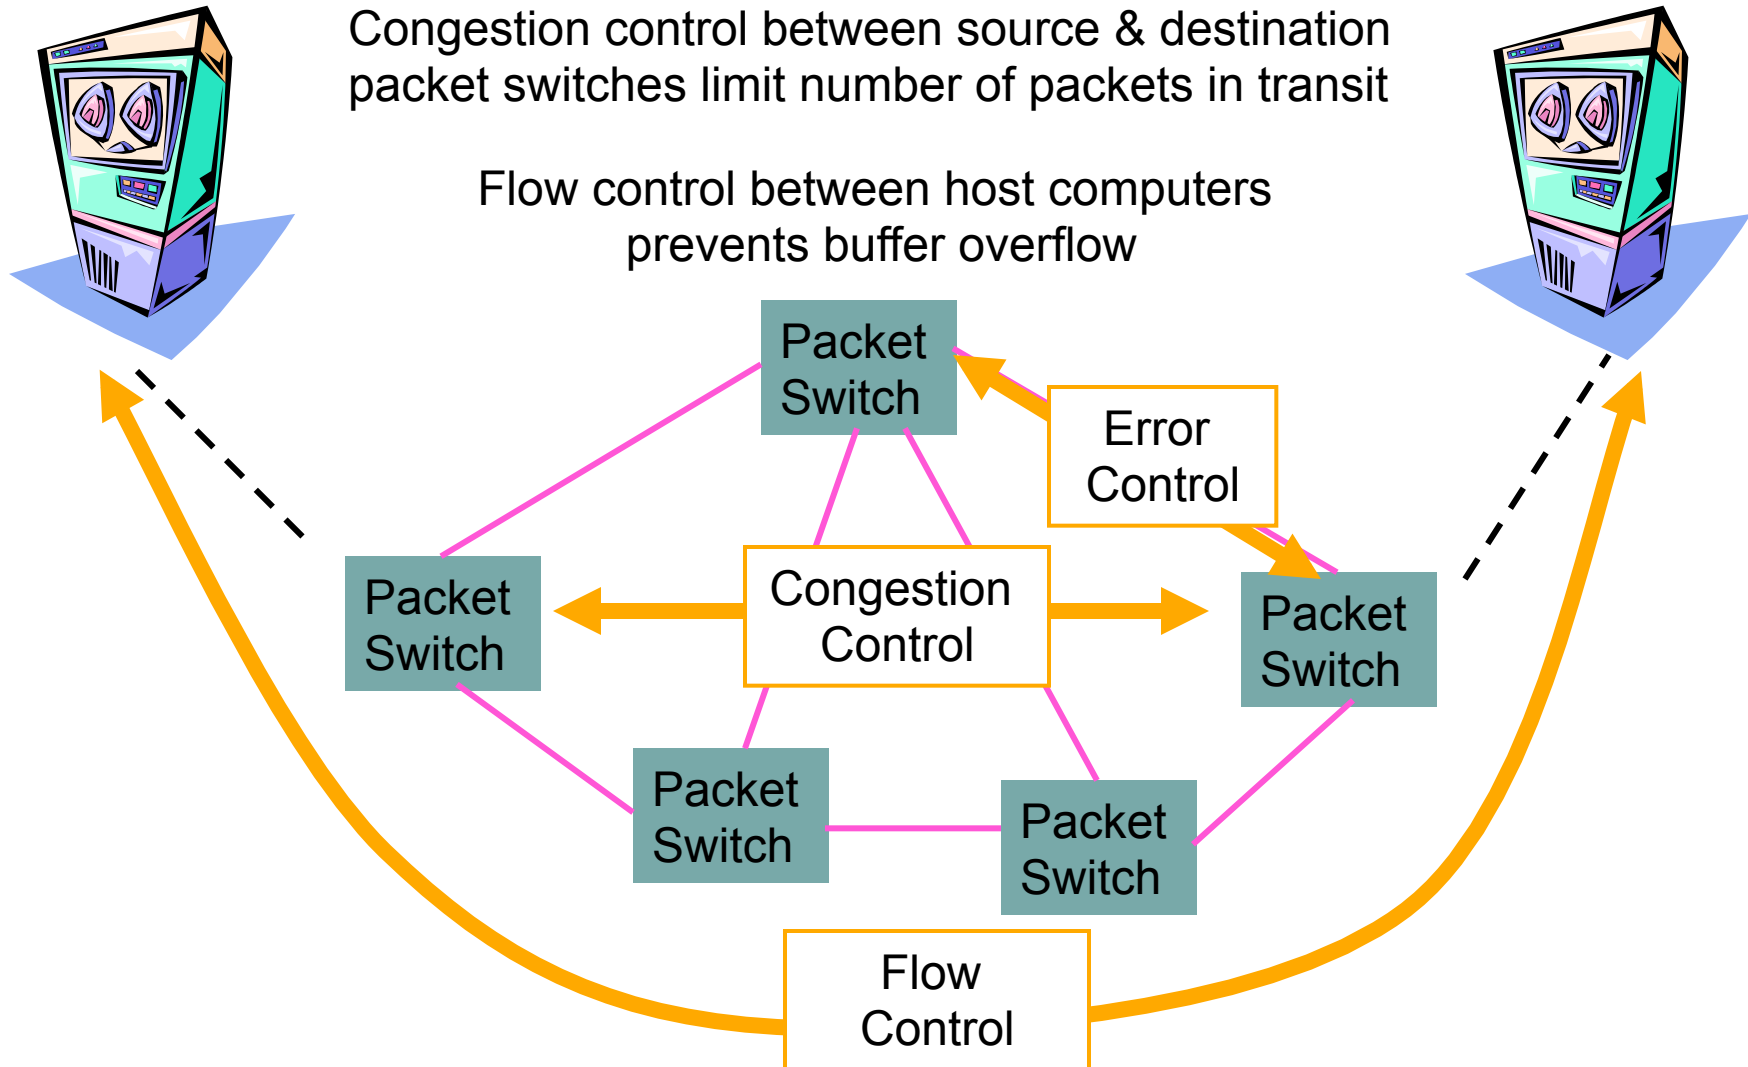 Congestion control between source & destination
packet switches limit number of packets in transit
Flow control between host computers
prevents buffer overflow
Packet
Switch
Error
Control
Packet
Switch
Congestion
Control
Packet
Switch
Packet
Switch
Packet
Switch
Flow
Control